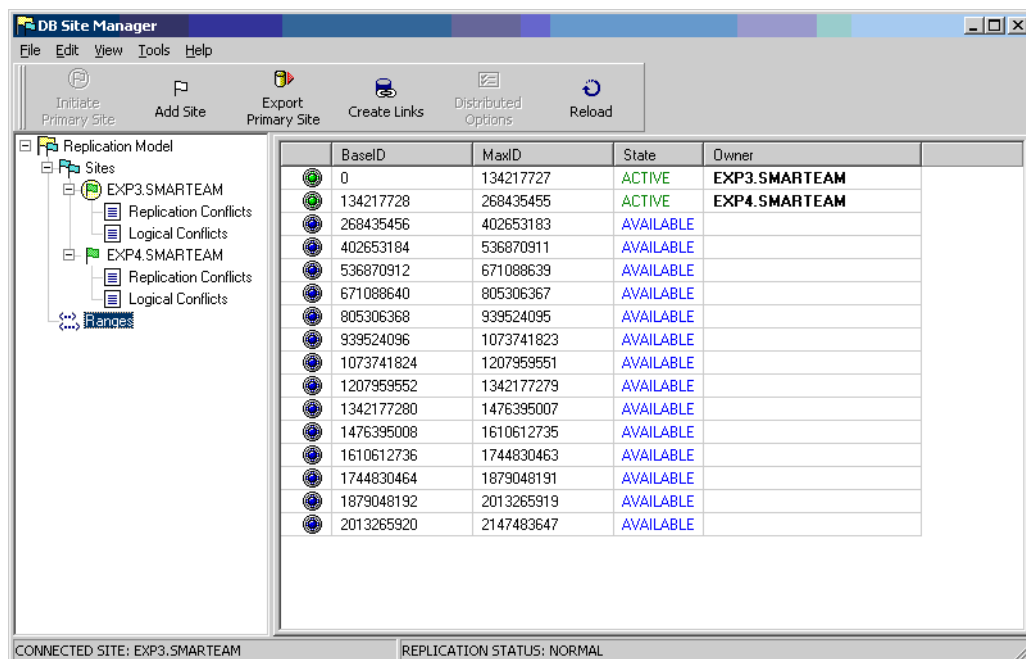 DB Site Manager
File Edit View Tools Help
Initiate Primary Site
Add Site
Export Primary Site
Create Links
Distributed Options
Reload
Replication Model
Sites
EXP3.SMARTEAM
Replication Conflicts
Logical Conflicts
EXP4.SMARTEAM
Replication Conflicts
Logical Conflicts
Ranges
BaseID MaxID State Owner
0 134217727 ACTIVE EXP3.SMARTEAM
134217728 268435455 ACTIVE EXP4.SMARTEAM
268435456 402653183 AVAILABLE
402653184 536870911 AVAILABLE
536870912 671088639 AVAILABLE
671088640 805306367 AVAILABLE
805306368 939524095 AVAILABLE
939524096 1073741823 AVAILABLE
1073741824 1207959551 AVAILABLE
1207959552 1342177279 AVAILABLE
1342177280 1476395007 AVAILABLE
1476395008 1610612735 AVAILABLE
1610612736 1744830463 AVAILABLE
1744830464 1879048191 AVAILABLE
1879048192 2013265919 AVAILABLE
2013265920 2147483647 AVAILABLE
CONNECTED SITE: EXP3.SMARTEAM
REPLICATION STATUS: NORMAL